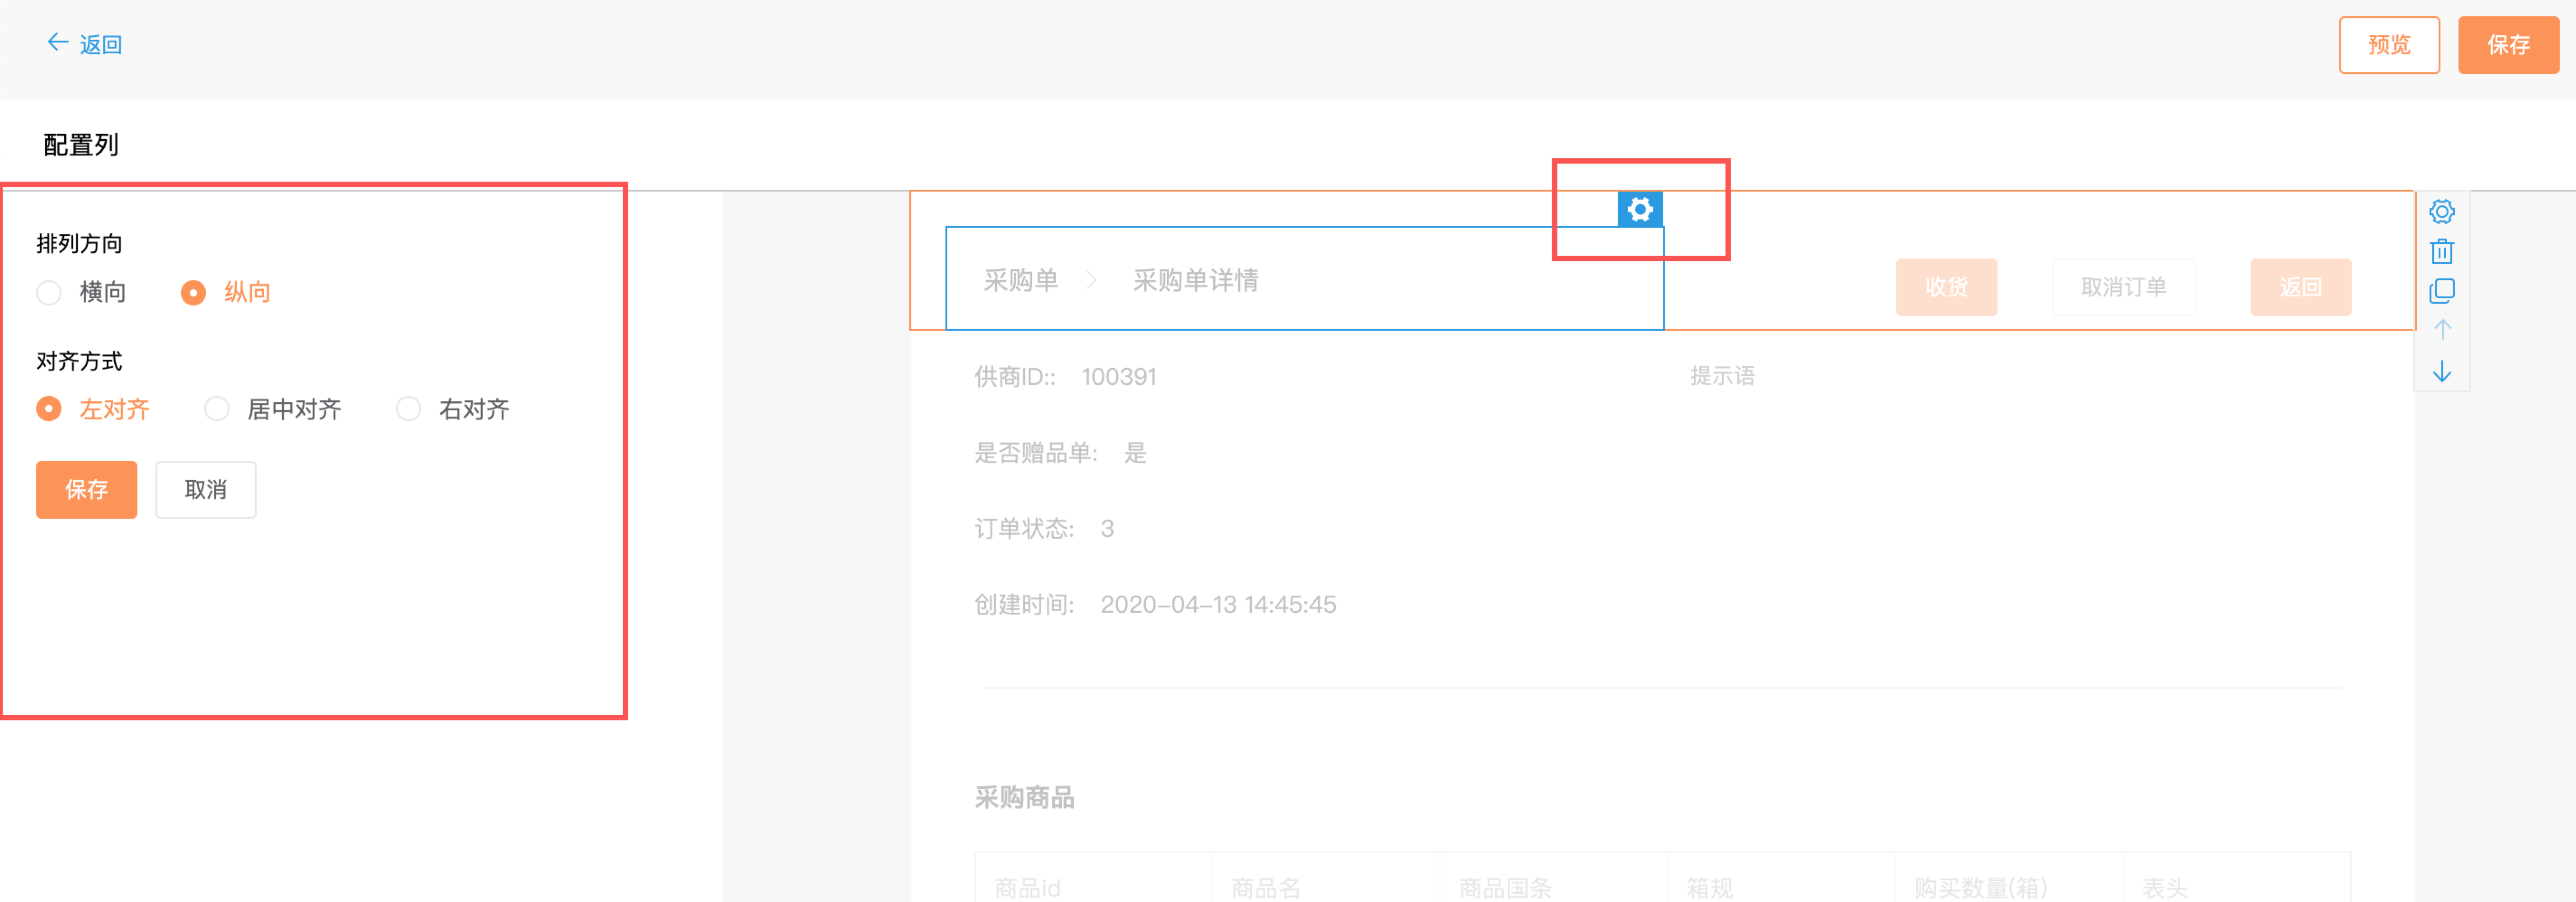 返回
预览
保存
配置列
排列方向
横向
纵向
对齐方式
左对齐
居中对齐
右对齐
保存
取消
采购单
采购单详情
收货
取消订单
返回
供商ID:: 100391
提示语
是否赠品单: 是
订单状态: 3
创建时间: 2020-04-13 14:45:45
采购商品
商品id
商品名
商品国条
箱规
购买数量(箱)
表头